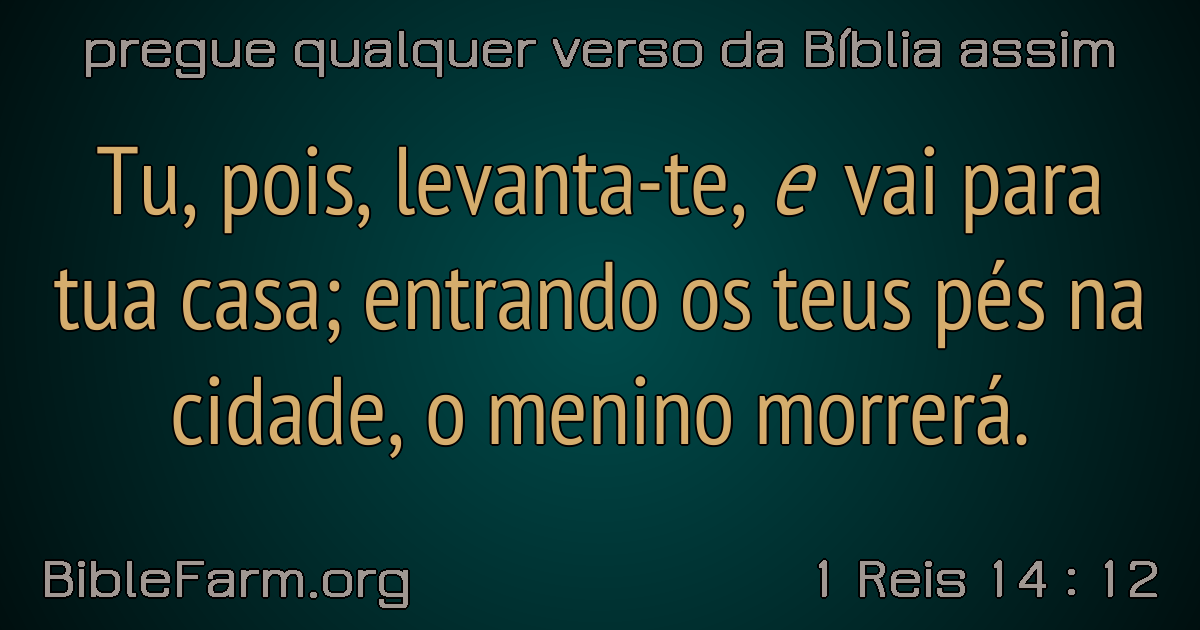 pregue qualquer verso da Bíblia assim
Tu, pois, levanta-te, e vai para
tua casa; entrando os teus pés na
cidade, o menino morrerá.
BibleFarm.org
1 Reis 14 : 12